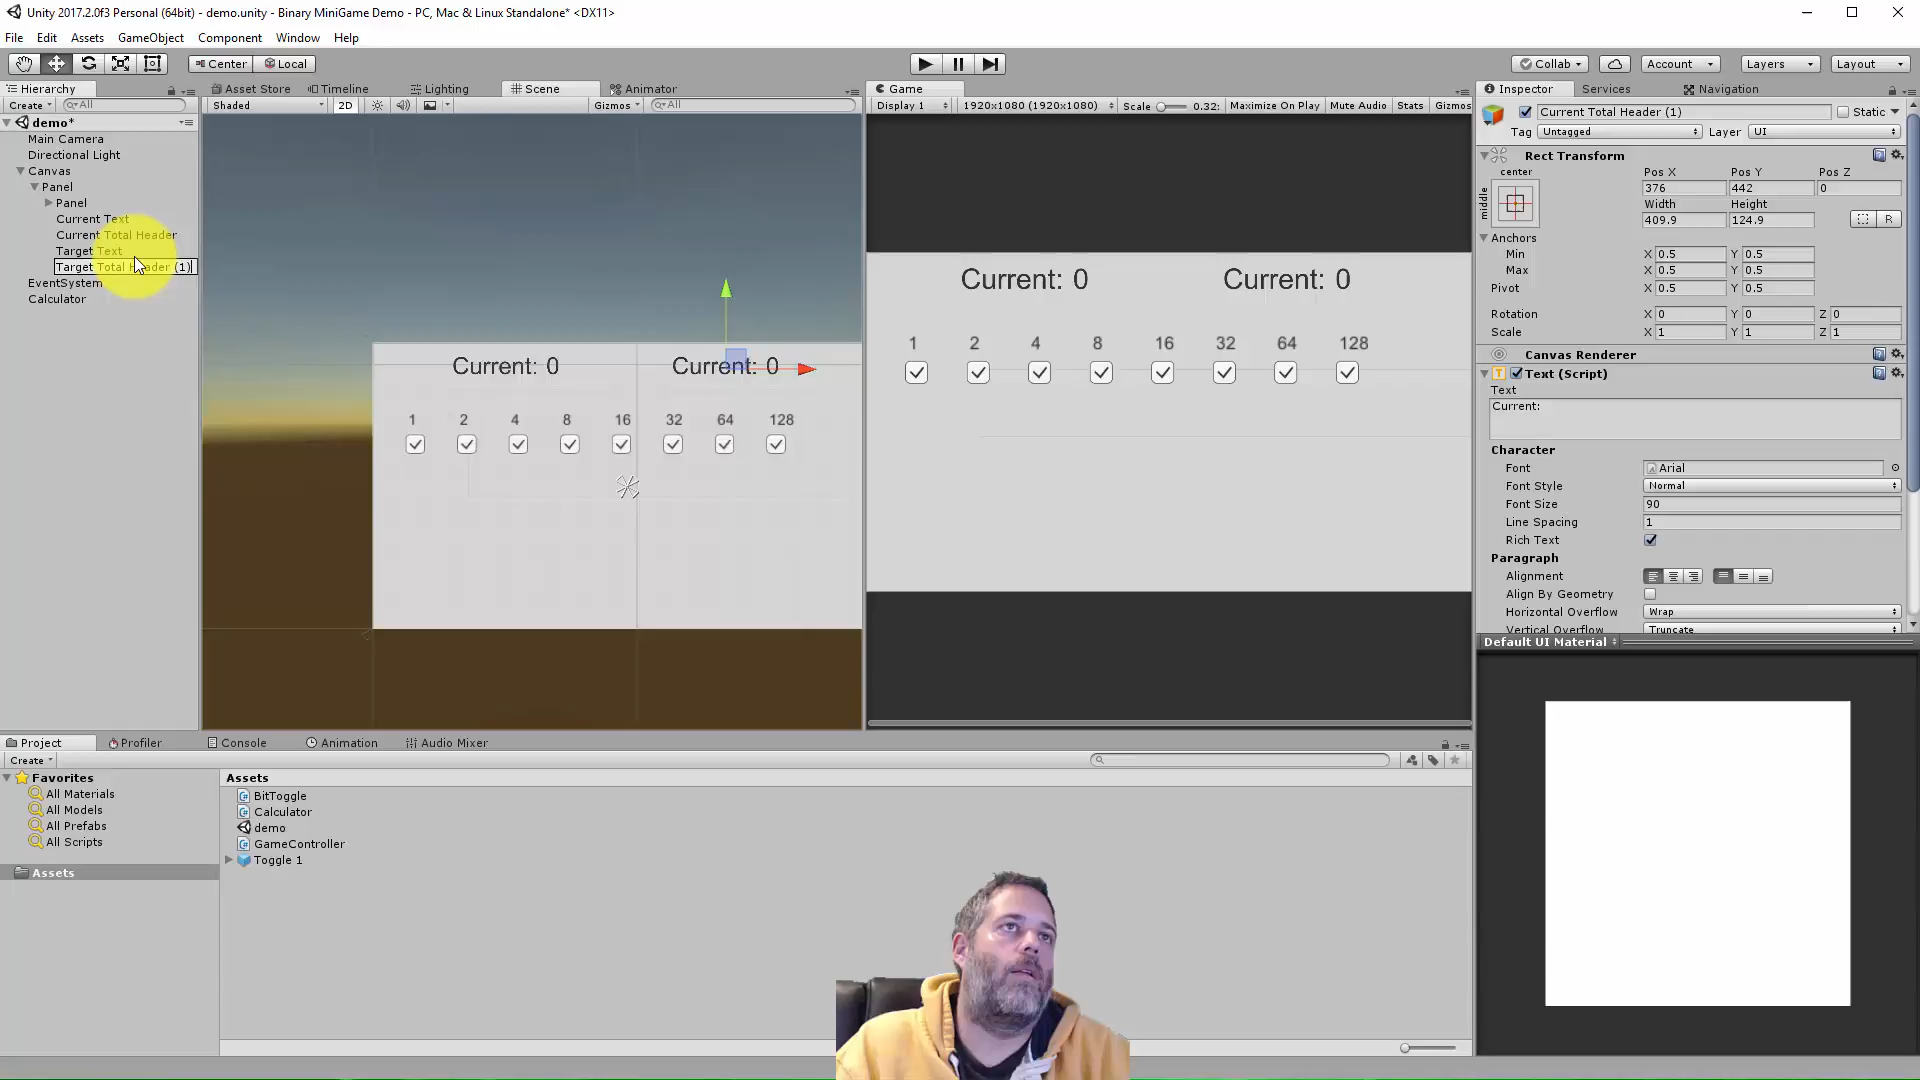 Unity 2017.2.0f3 Personal (64bit) - demo.unity - Binary MiniGame Demo - PC, Mac & Linux Standalone* <DX11>
File Edit Assets GameObject Component Window Help
Center Local Collab Account Layers Layout
Hierarchy Asset Store Timeline Lighting Scene Animator Game Inspector Services Navigation
Create All Shaded 2D Gizmos All Display 1 1920x1080 (1920x1080) Scale 0.32: Maximize On Play Mute Audio Stats Gizmos
demo*
Main Camera
Directional Light
Canvas
Panel
Panel
Current Text
Current Total Header
Target Text
Target Total Header (1)
EventSystem
Calculator
Current: 0 Current: 0
1 2 4 8 16 32 64 128
Current: 0 Current: 0
1 2 4 8 16 32 64 128
Current Total Header (1) Static
Tag Untagged Layer UI
Rect Transform
center Pos X Pos Y Pos Z
middle 376 442 0
Width Height
409.9 124.9 R
Anchors
Min X 0.5 Y 0.5
Max X 0.5 Y 0.5
Pivot X 0.5 Y 0.5
Rotation X 0 Y 0 Z 0
Scale X 1 Y 1 Z 1
Canvas Renderer
Text (Script)
Text
Current:
Character
Font Arial
Font Style Normal
Font Size 90
Line Spacing 1
Rich Text
Paragraph
Alignment
Align By Geometry
Horizontal Overflow Wrap
Vertical Overflow Truncate
Default UI Material
Project Profiler Console Animation Audio Mixer
Create
Favorites
All Materials
All Models
All Prefabs
All Scripts
Assets
Assets
BitToggle
Calculator
demo
GameController
Toggle 1